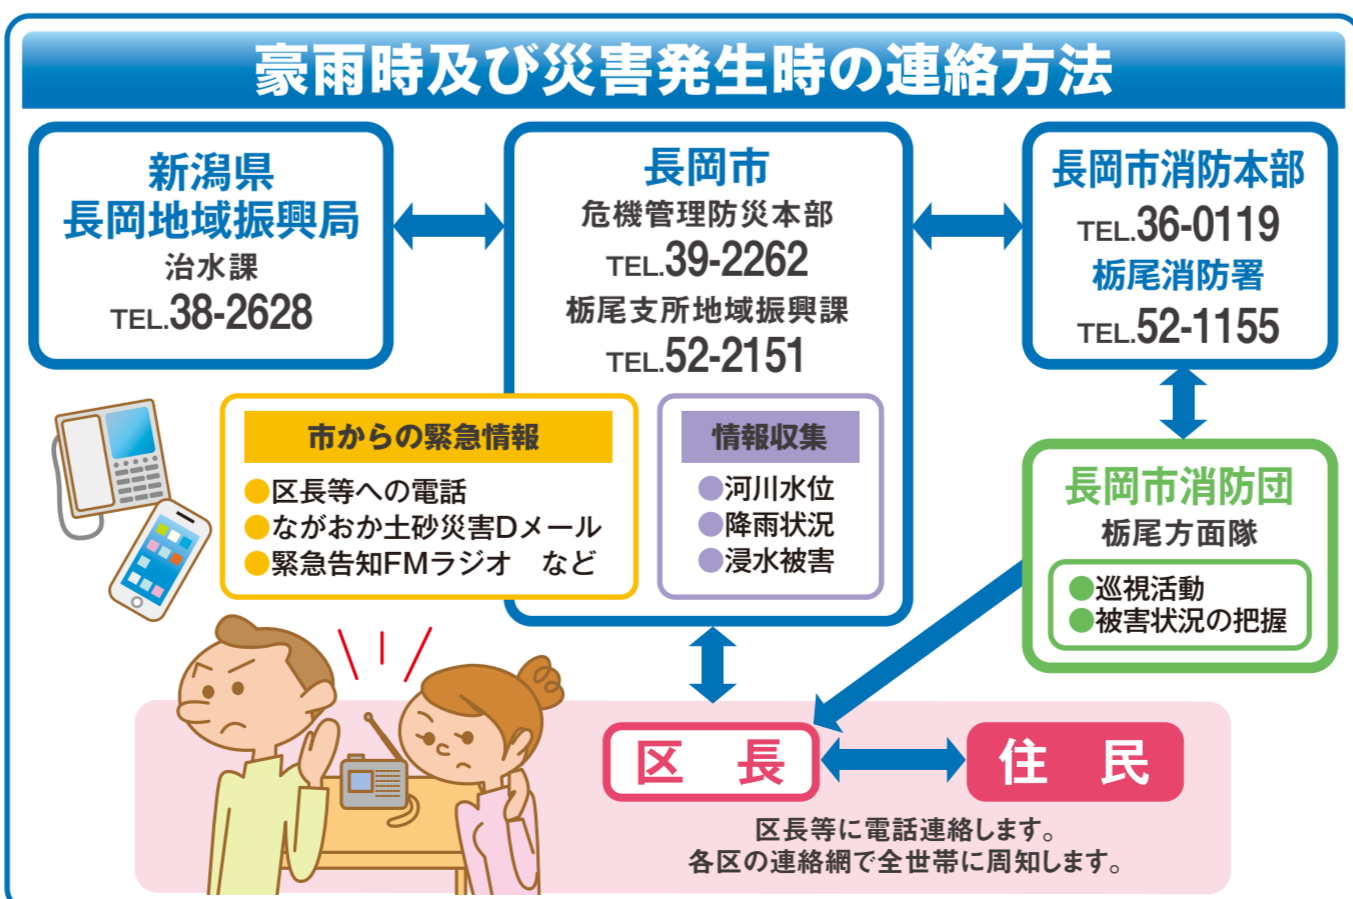 豪雨時及び災害発生時の連絡方法
新潟県
長岡地域振興局
治水課
TEL.38-2628
長岡市
危機管理防災本部
TEL.39-2262
栃尾支所地域振興課
TEL.52-2151
長岡市消防本部
TEL.36-0119
栃尾消防署
TEL.52-1155
市からの緊急情報
●区長等への電話
●ながおか土砂災害Dメール
●緊急告知FMラジオ　など
情報収集
●河川水位
●降雨状況
●浸水被害
長岡市消防団
栃尾方面隊
●巡視活動
●被害状況の把握
区　長
住　民
区長等に電話連絡します。
各区の連絡網で全世帯に周知します。